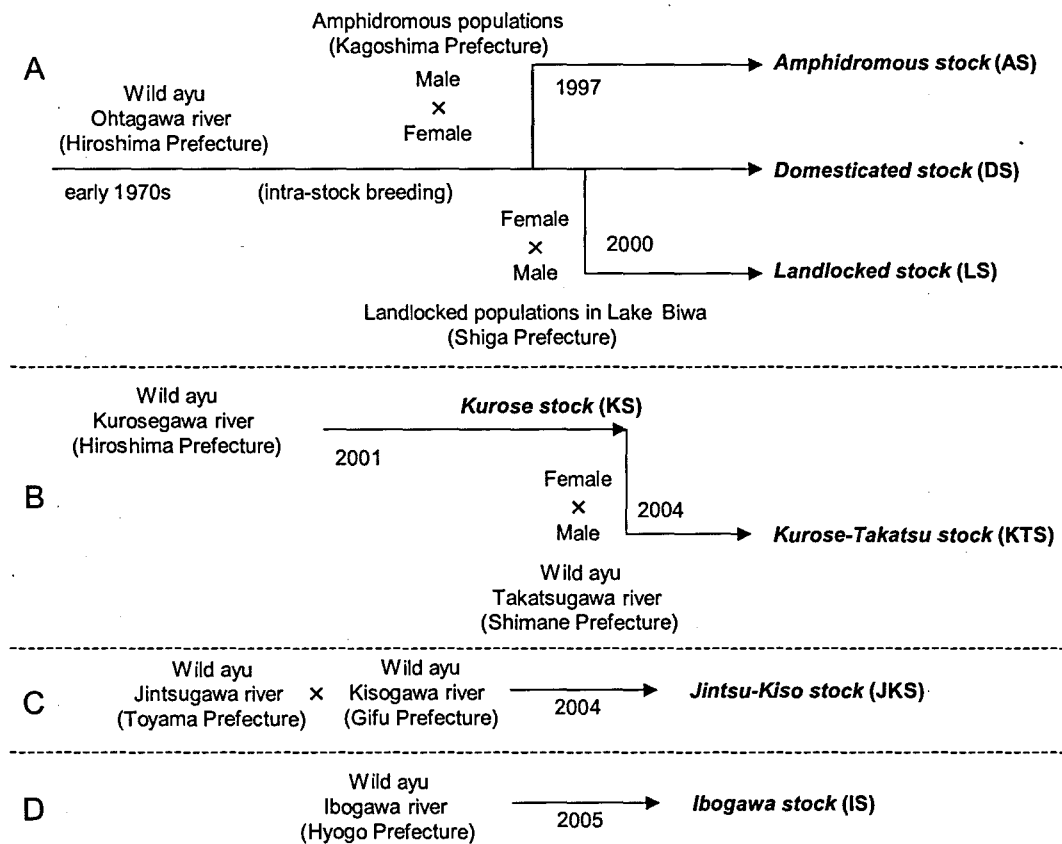 A
Amphidromous populations
(Kagoshima Prefecture)
Male
×
Female
1997
Amphidromous stock (AS)
Wild ayu
Ohtagawa river
(Hiroshima Prefecture)
early 1970s
(intra-stock breeding)
Domesticated stock (DS)
Female
×
Male
2000
Landlocked stock (LS)
Landlocked populations in Lake Biwa
(Shiga Prefecture)
B
Wild ayu
Kurosegawa river
(Hiroshima Prefecture)
Kurose stock (KS)
2001
Female
×
Male
2004
Kurose-Takatsu stock (KTS)
Wild ayu
Takatsugawa river
(Shimane Prefecture)
C
Wild ayu
Jintsugawa river
(Toyama Prefecture)
×
Wild ayu
Kisogawa river
(Gifu Prefecture)
2004
Jintsu-Kiso stock (JKS)
D
Wild ayu
Ibogawa river
(Hyogo Prefecture)
2005
Ibogawa stock (IS)